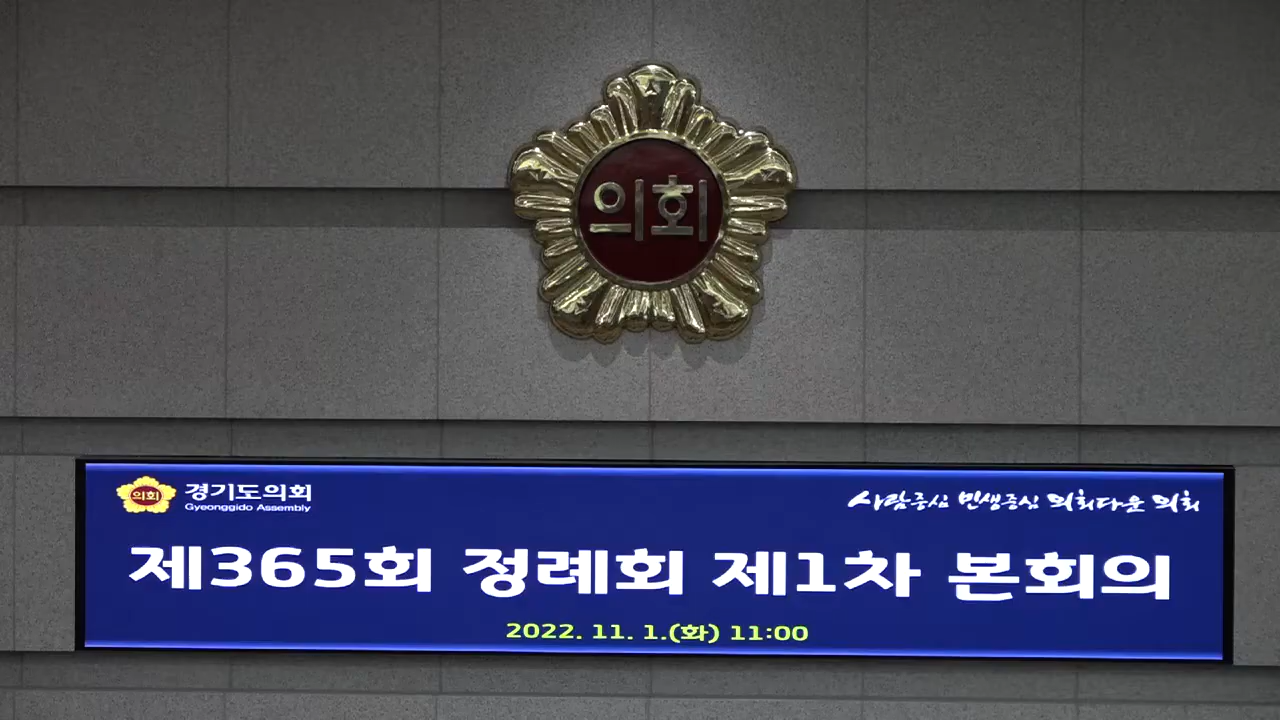 의회
의회
경기도의회
Gyeonggido Assembly
사람중심 민생중심 의회다운 의회
제365회 정례회 제1차 본회의
2022. 11. 1.(화) 11:00